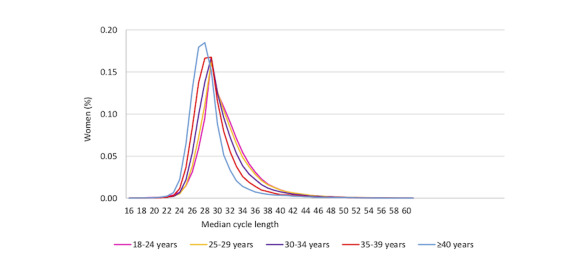 0.20
0.15
0.10
0.05
0.00
Women (%)
16 18 20 22 24 26 28 30 32 34 36 38 40 42 44 46 48 50 52 54 56 58 60
Median cycle length
18-24 years 25-29 years 30-34 years 35-39 years ≥40 years